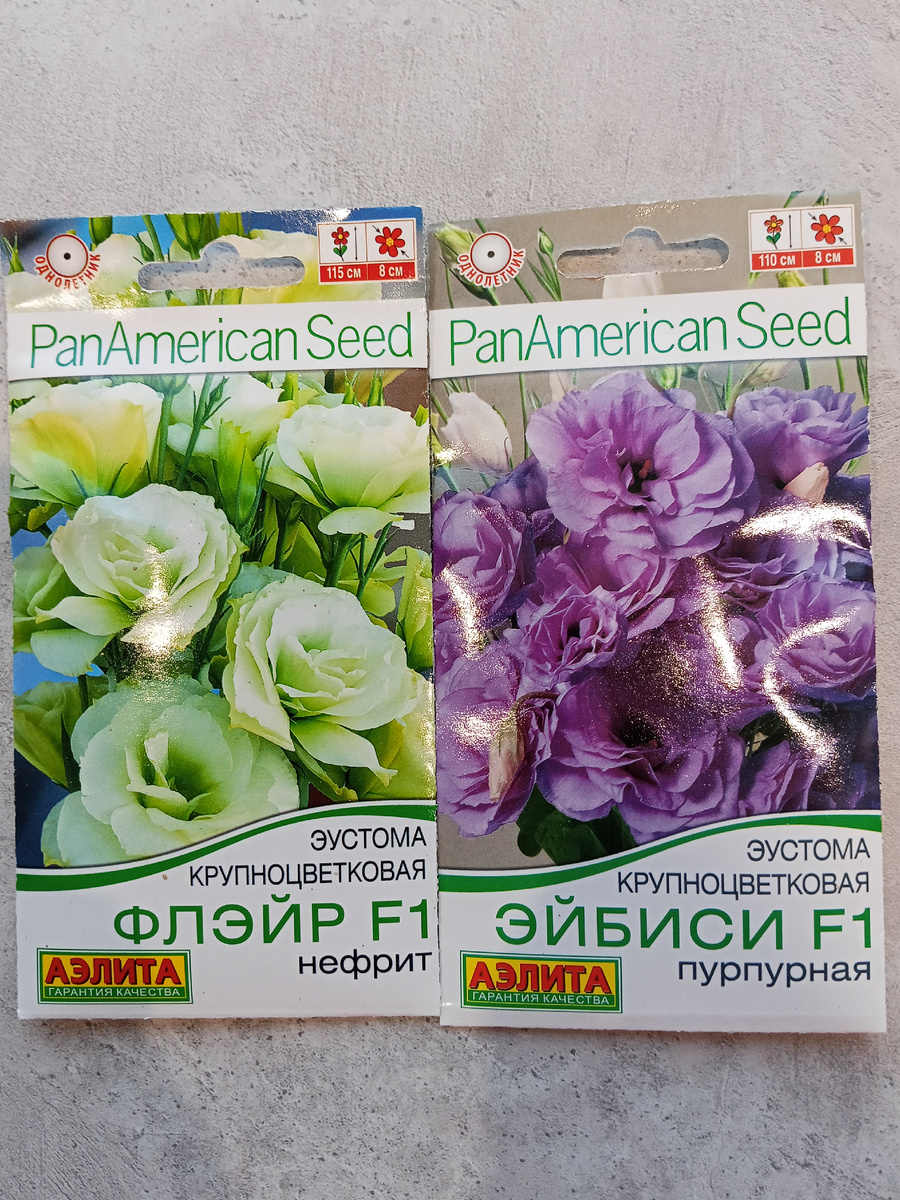 ОДНОЛЕТНИК
115 см
8 см
PanAmerican Seed
ЭУСТОМА
КРУПНОЦВЕТКОВАЯ
ФЛЭЙР F1
нефрит
АЭЛИТА
ГАРАНТИЯ КАЧЕСТВА
ОДНОЛЕТНИК
110 см
8 см
PanAmerican Seed
ЭУСТОМА
КРУПНОЦВЕТКОВАЯ
ЭЙБИСИ F1
пурпурная
АЭЛИТА
ГАРАНТИЯ КАЧЕСТВА